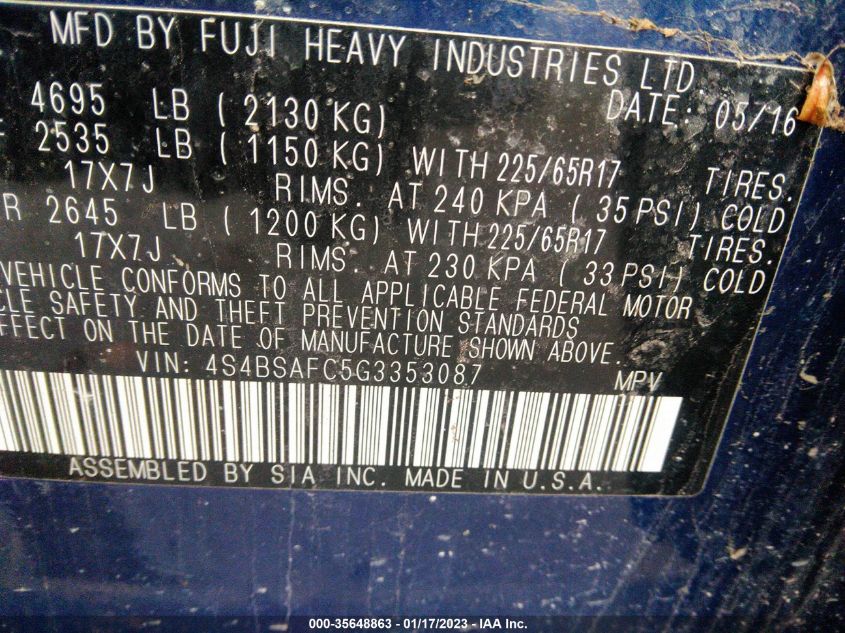 MFD BY FUJI HEAVY INDUSTRIES LTD.
DATE: 05/16
4695 LB ( 2130 KG)
2535 LB ( 1150 KG) WITH 225/65R17 TIRES.
17X7J RIMS. AT 240 KPA ( 35 PSI) COLD
R 2645 LB ( 1200 KG) WITH 225/65R17 TIRES.
17X7J RIMS. AT 230 KPA ( 33 PSI) COLD
VEHICLE CONFORMS TO ALL APPLICABLE FEDERAL MOTOR
CLE SAFETY AND THEFT PREVENTION STANDARDS
FFECT ON THE DATE OF MANUFACTURE SHOWN ABOVE.
VIN: 4S4BSAFC5G3353087 MPV
ASSEMBLED BY SIA INC. MADE IN U.S.A.
000-35648863 - 01/17/2023 - IAA Inc.